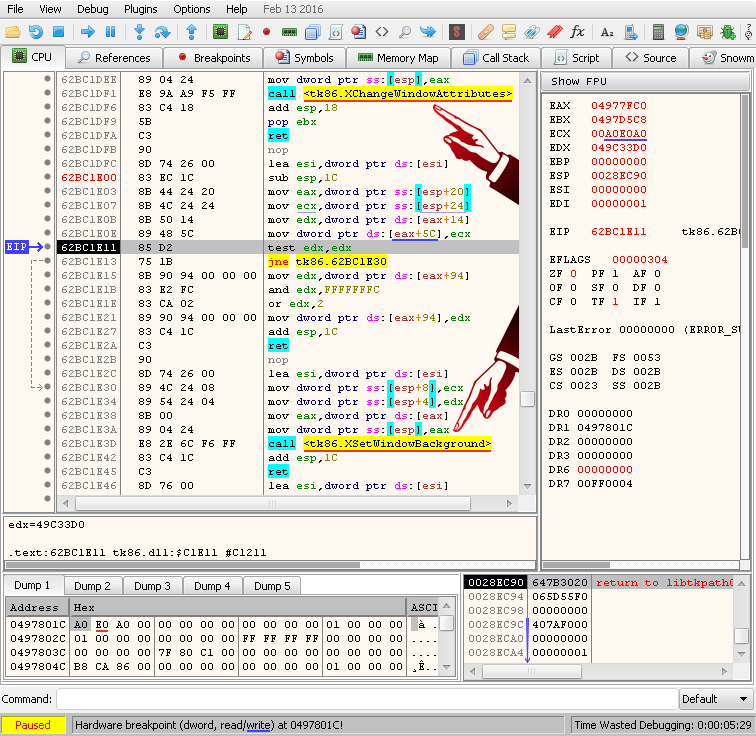 File View Debug Plugins Options Help Feb 13 2016
CPU References Breakpoints Symbols Memory Map Call Stack Script Source Snowm
62BC1DEE 89 04 24 mov dword ptr ss:[esp],eax
62BC1DF1 E8 9A A9 F5 FF call <tk86.XChangeWindowAttributes>
62BC1DF6 83 C4 18 add esp,18
62BC1DF9 5B pop ebx
62BC1DFA C3 ret
62BC1DFB 90 nop
62BC1DFC 8D 74 26 00 lea esi,dword ptr ds:[esi]
62BC1E00 83 EC 1C sub esp,1C
62BC1E03 8B 44 24 20 mov eax,dword ptr ss:[esp+20]
62BC1E07 8B 4C 24 24 mov ecx,dword ptr ss:[esp+24]
62BC1E0B 8B 50 14 mov edx,dword ptr ds:[eax+14]
62BC1E0E 89 48 5C mov dword ptr ds:[eax+5C],ecx
EIP 62BC1E11 85 D2 test edx,edx
62BC1E13 75 1B jne tk86.62BC1E30
62BC1E15 8B 90 94 00 00 00 mov edx,dword ptr ds:[eax+94]
62BC1E1B 83 E2 FC and edx,FFFFFFFC
62BC1E1E 83 CA 02 or edx,2
62BC1E21 89 90 94 00 00 00 mov dword ptr ds:[eax+94],edx
62BC1E27 83 C4 1C add esp,1C
62BC1E2A C3 ret
62BC1E2B 90 nop
62BC1E2C 8D 74 26 00 lea esi,dword ptr ds:[esi]
62BC1E30 89 4C 24 08 mov dword ptr ss:[esp+8],ecx
62BC1E34 89 54 24 04 mov dword ptr ss:[esp+4],edx
62BC1E38 8B 00 mov eax,dword ptr ds:[eax]
62BC1E3A 89 04 24 mov dword ptr ss:[esp],eax
62BC1E3D E8 2E 6C F6 FF call <tk86.XSetWindowBackground>
62BC1E42 83 C4 1C add esp,1C
62BC1E45 C3 ret
62BC1E46 8D 76 00 lea esi,dword ptr ds:[esi]
Show FPU
EAX 04977FC0
EBX 0497D5C8
ECX 00A0E0A0
EDX 049C33D0
EBP 00000000
ESP 0028EC90
ESI 00000000
EDI 00000001
EIP 62BC1E11 tk86.62BC
EFLAGS 00000304
ZF 0 PF 1 AF 0
OF 0 SF 0 DF 0
CF 0 TF 1 IF 1
LastError 00000000 (ERROR_SU
GS 002B FS 0053
ES 002B DS 002B
CS 0023 SS 002B
DR0 00000000
DR1 0497801C
DR2 00000000
DR3 00000000
DR6 00000000
DR7 00FF0004
edx=49C33D0
.text:62BC1E11 tk86.dll:$C1E11 #C1211
Dump 1 Dump 2 Dump 3 Dump 4 Dump 5
Address Hex ASCI
0497801C A0 E0 A0 00 00 00 00 00 00 00 00 00 01 00 00 00 à
0497802C 01 00 00 00 00 00 00 00 FF FF FF FF 00 00 00 00 ....
0497803C 00 00 00 00 7F 80 C1 00 00 00 00 00 00 00 00 00 ....
0497804C B8 CA 86 00 00 00 00 00 00 00 00 00 01 00 00 00 ¸Ê.
0028EC90 647B3020 return to libtkpath0
0028EC94 065D55F0
0028EC98 00000000
0028EC9C 407AF000
0028ECA0 00000000
0028ECA4 00000001
Command: Default
Paused Hardware breakpoint (dword, read/write) at 0497801C! Time Wasted Debugging: 0:00:05:29